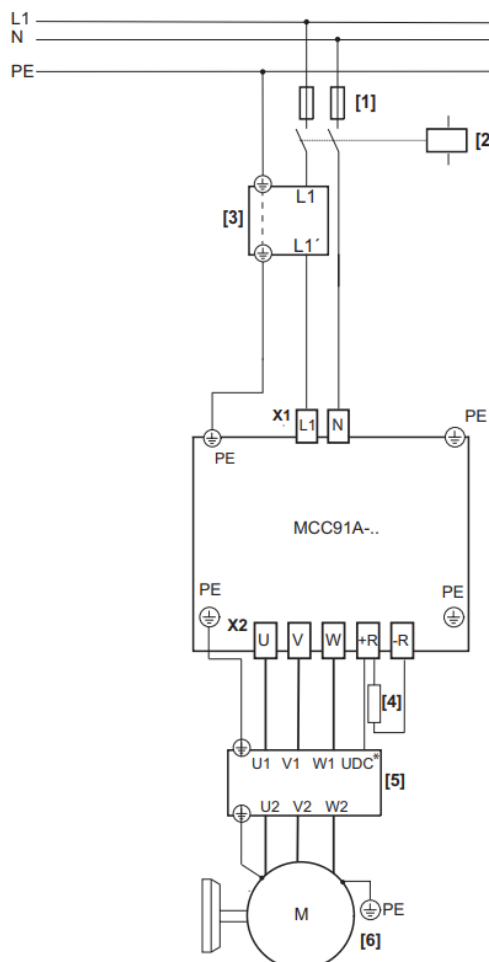 L1
N
PE
[1]
[2
[3]
L1
L1´
X1
L1
N
PE
PE
MCC91A-..
PE
PE
X2
U
V
W
+R
-R
[4]
U1 V1 W1 UDC*
[5]
U2 V2 W2
M
PE
[6]